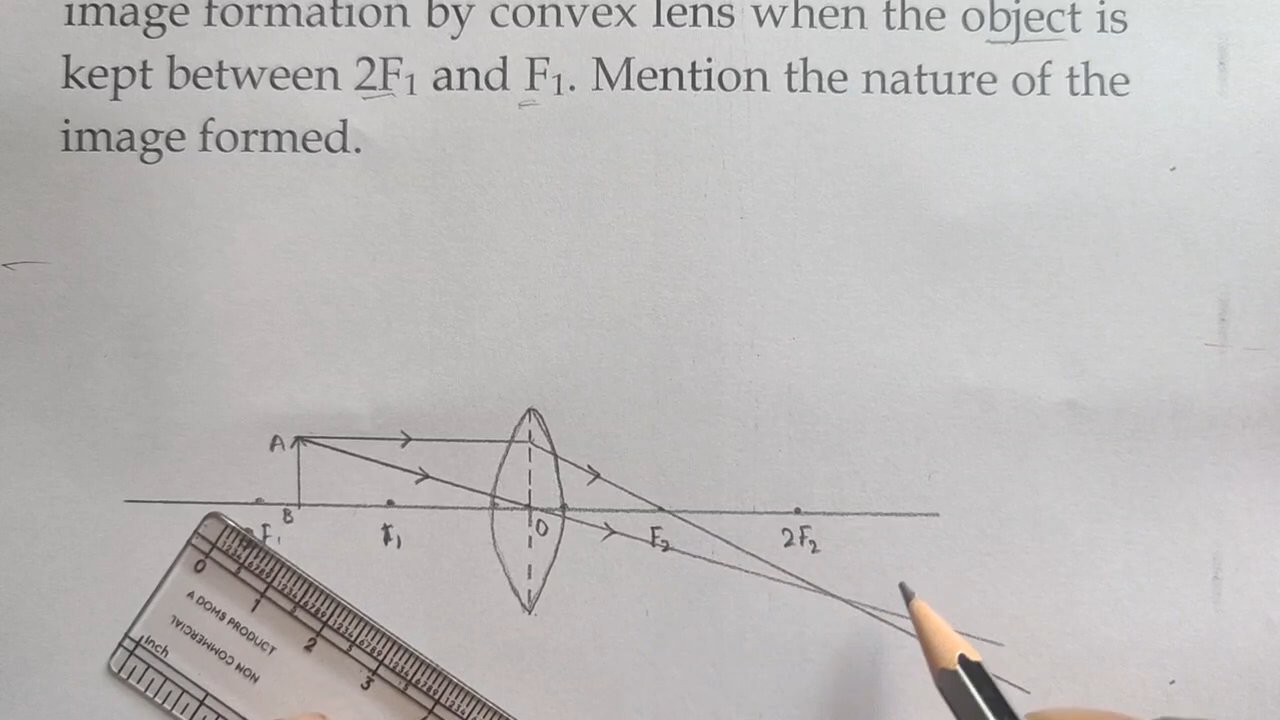 image formation by convex lens when the object is
kept between 2F₁ and F₁. Mention the nature of the
image formed.
A
B
F₁
F₁
O
F₂
2F₂
0
1
2
3
A DOMS PRODUCT
NON COMMERCIAL
Inch